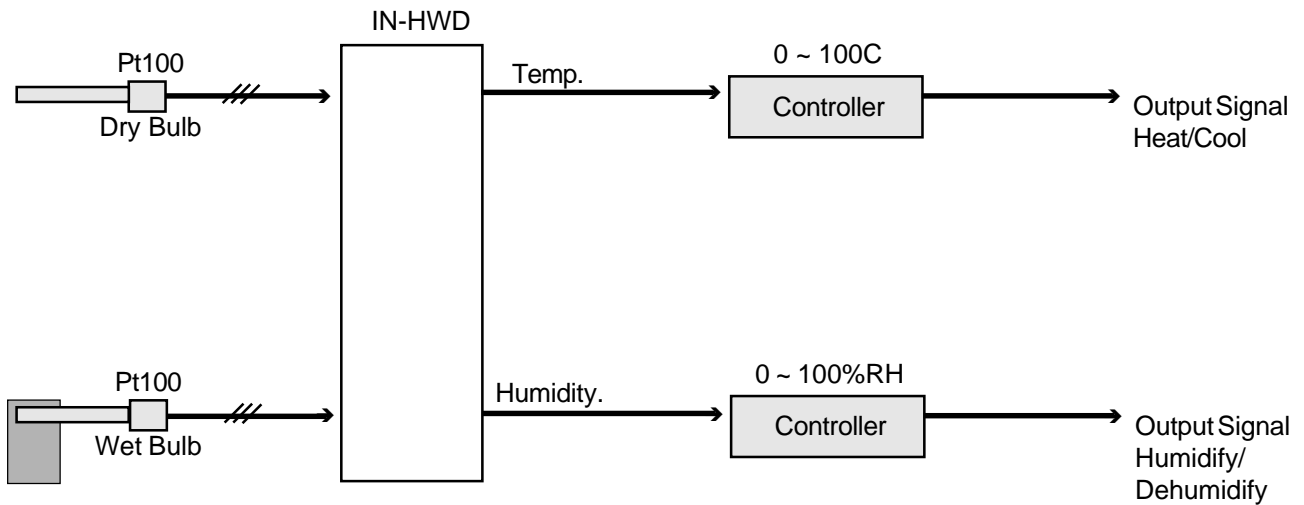 IN-HWD
Pt100
Dry Bulb
Temp.
0 ~ 100C
Controller
Output Signal
Heat/Cool
Pt100
Wet Bulb
Humidity.
0 ~ 100%RH
Controller
Output Signal
Humidify/
Dehumidify